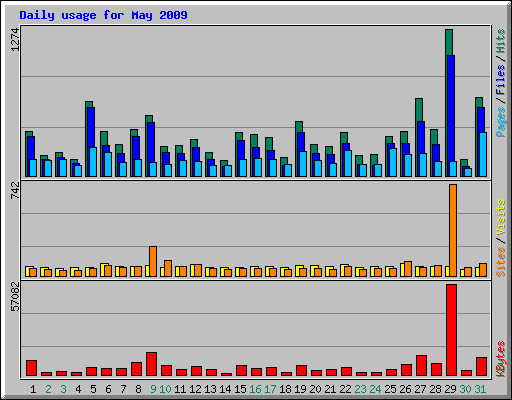 Daily usage for May 2009
1274
Pages / Files / Hits
742
Sites / Visits
57082
KBytes
1 2 3 4 5 6 7 8 9 10 11 12 13 14 15 16 17 18 19 20 21 22 23 24 25 26 27 28 29 30 31